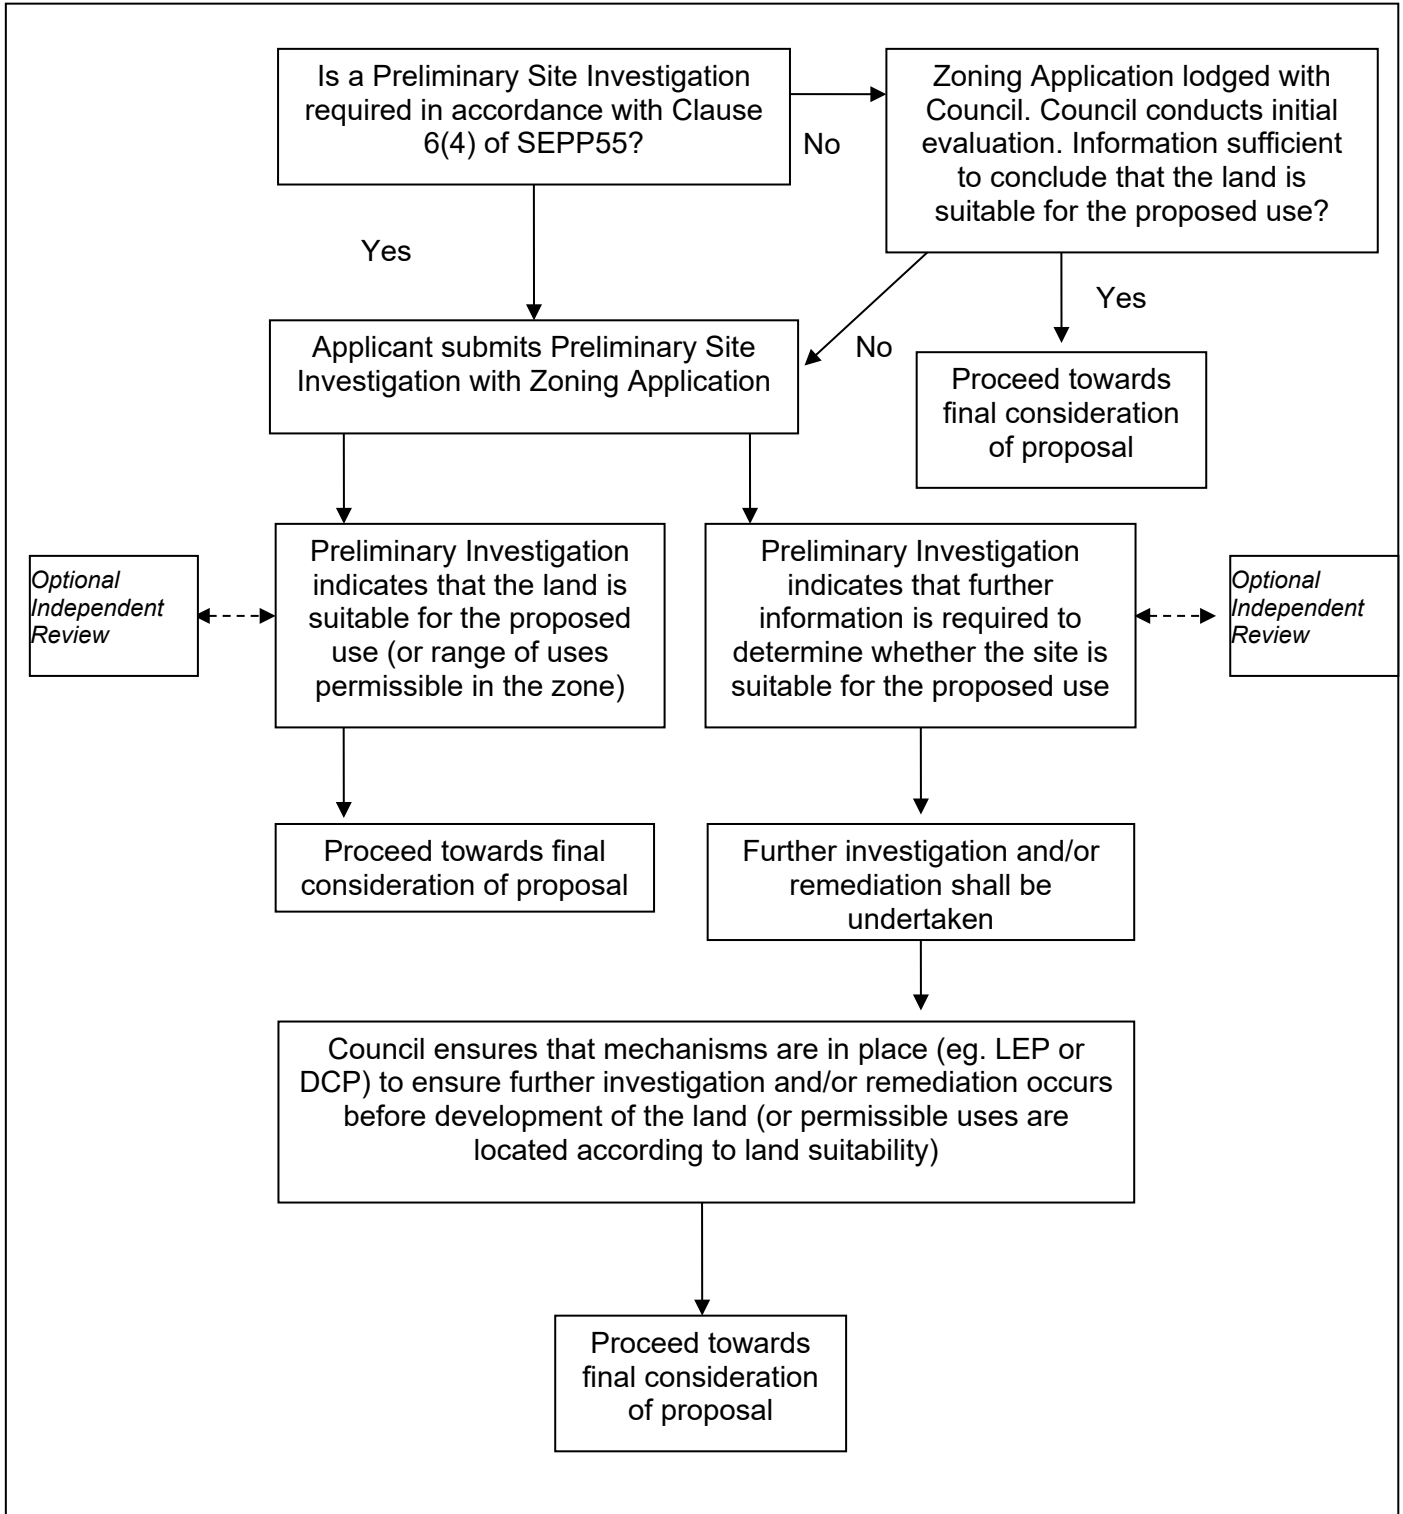 Is a Preliminary Site Investigation
required in accordance with Clause
6(4) of SEPP55?
No
Zoning Application lodged with
Council. Council conducts initial
evaluation. Information sufficient
to conclude that the land is
suitable for the proposed use?
Yes
Yes
No
Applicant submits Preliminary Site
Investigation with Zoning Application
Proceed towards
final consideration
of proposal
Optional
Independent
Review
Preliminary Investigation
indicates that the land is
suitable for the proposed
use (or range of uses
permissible in the zone)
Preliminary Investigation
indicates that further
information is required to
determine whether the site is
suitable for the proposed use
Optional
Independent
Review
Proceed towards final
consideration of proposal
Further investigation and/or
remediation shall be
undertaken
Council ensures that mechanisms are in place (eg. LEP or
DCP) to ensure further investigation and/or remediation occurs
before development of the land (or permissible uses are
located according to land suitability)
Proceed towards
final consideration
of proposal